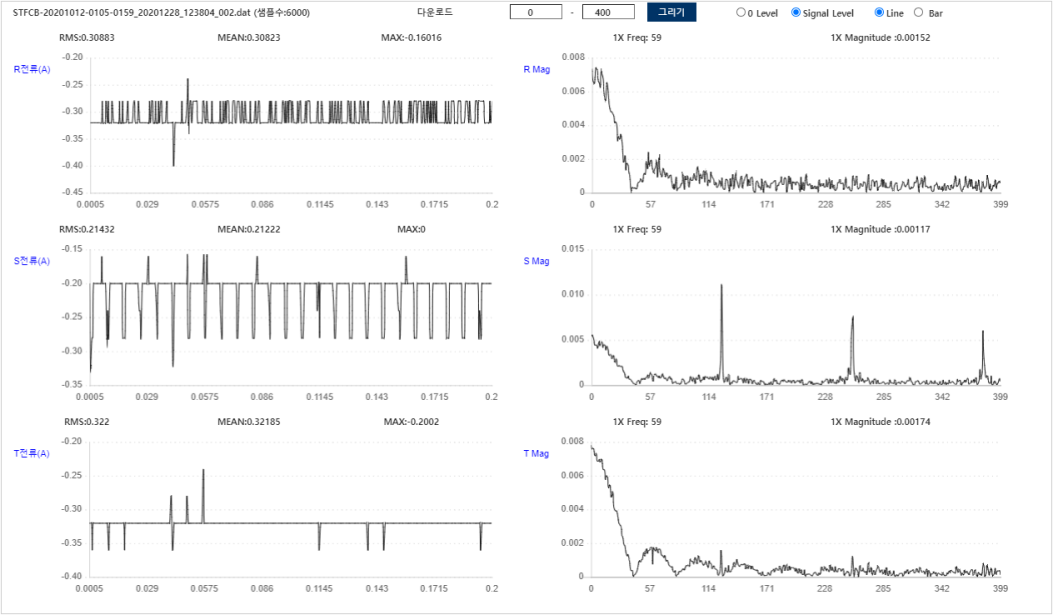 STFCB-20201012-0105-0159_20201228_123804_002.dat (샘플수:6000) 다운로드 0 - 400 그리기 0 Level Signal Level Line Bar
RMS:0.30883 MEAN:0.30823 MAX:-0.16016 1X Freq: 59 1X Magnitude :0.00152
R전류(A)
-0.20
-0.25
-0.30
-0.35
-0.40
-0.45
0.0005 0.029 0.0575 0.086 0.1145 0.143 0.1715 0.2
R Mag
0.008
0.006
0.004
0.002
0
0 57 114 171 228 285 342 399
RMS:0.21432 MEAN:0.21222 MAX:0 1X Freq: 59 1X Magnitude :0.00117
S전류(A)
-0.15
-0.20
-0.25
-0.30
-0.35
0.0005 0.029 0.0575 0.086 0.1145 0.143 0.1715 0.2
S Mag
0.015
0.010
0.005
0
0 57 114 171 228 285 342 399
RMS:0.322 MEAN:0.32185 MAX:-0.2002 1X Freq: 59 1X Magnitude :0.00174
T전류(A)
-0.20
-0.25
-0.30
-0.35
-0.40
0.0005 0.029 0.0575 0.086 0.1145 0.143 0.1715 0.2
T Mag
0.008
0.006
0.004
0.002
0
0 57 114 171 228 285 342 399